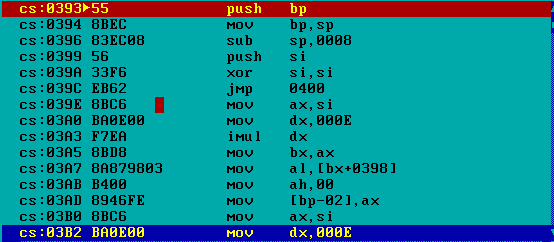 cs:0393►55 push bp
cs:0394 8BEC mov bp,sp
cs:0396 83EC08 sub sp,0008
cs:0399 56 push si
cs:039A 33F6 xor si,si
cs:039C EB62 jmp 0400
cs:039E 8BC6 mov ax,si
cs:03A0 BA0E00 mov dx,000E
cs:03A3 F7EA imul dx
cs:03A5 8BD8 mov bx,ax
cs:03A7 8A879803 mov al,[bx+0398]
cs:03AB B400 mov ah,00
cs:03AD 8946FE mov [bp-02],ax
cs:03B0 8BC6 mov ax,si
cs:03B2 BA0E00 mov dx,000E